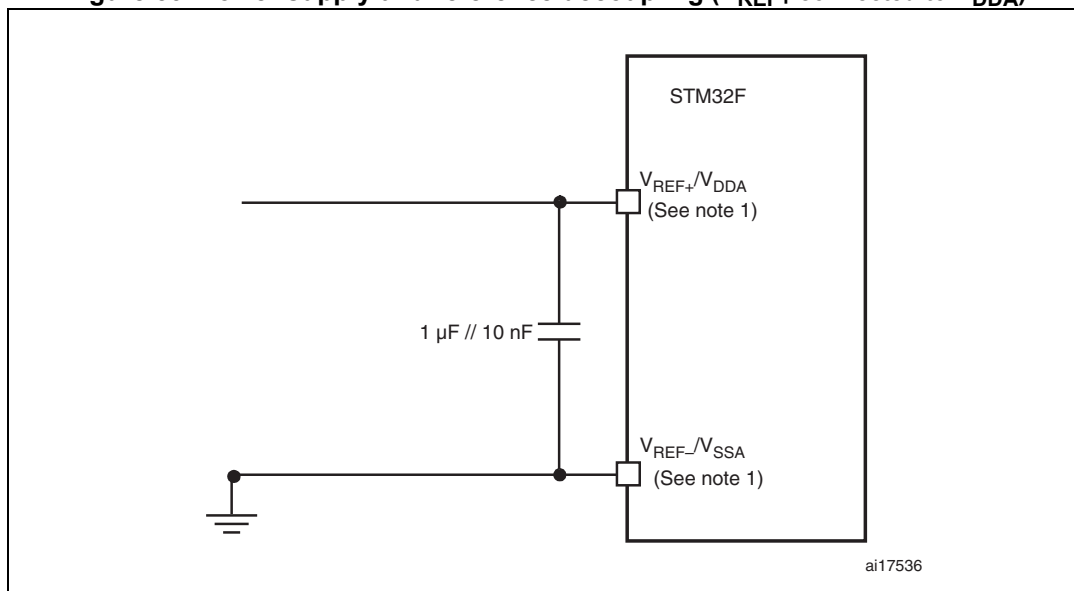 STM32F
V_REF+/V_DDA
(See note 1)
1 µF // 10 nF
V_REF–/V_SSA
(See note 1)
ai17536